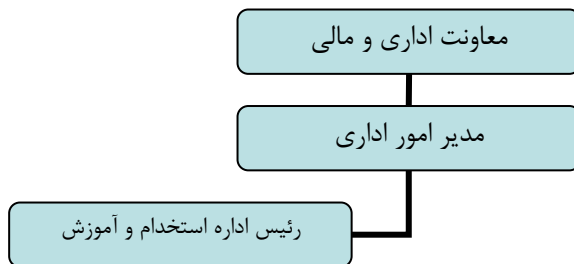 معاونت اداری و مالی
مدیر امور اداری
رئیس اداره استخدام و آموزش